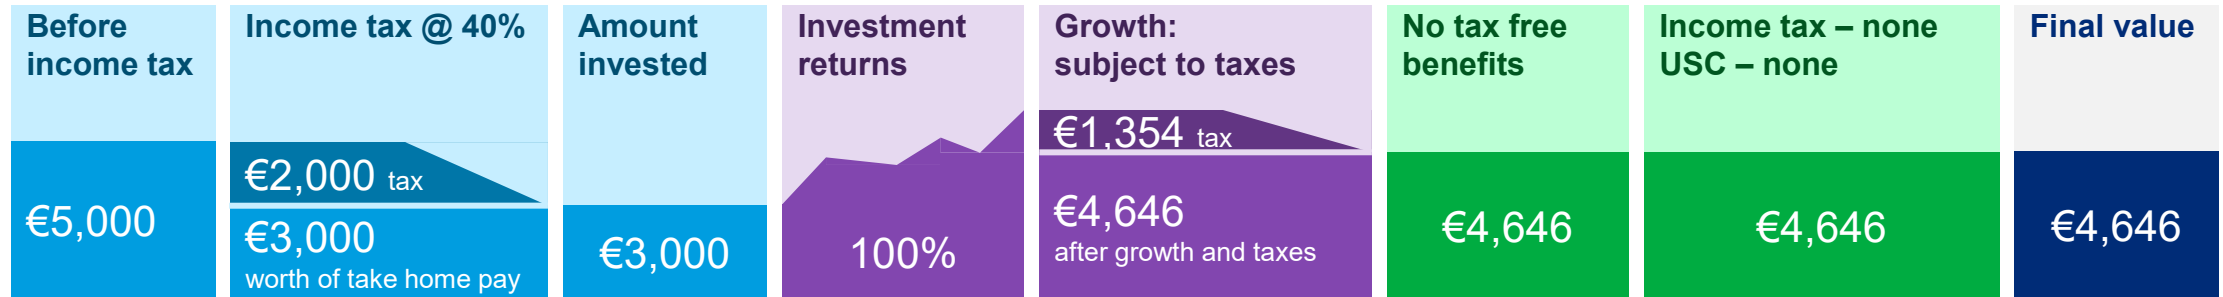 Before
income tax
€5,000
Income tax @ 40%
€2,000 tax
€3,000
worth of take home pay
Amount
invested
€3,000
Investment
returns
100%
Growth:
subject to taxes
€1,354 tax
€4,646
after growth and taxes
No tax free
benefits
€4,646
Income tax – none
USC – none
€4,646
Final value
€4,646